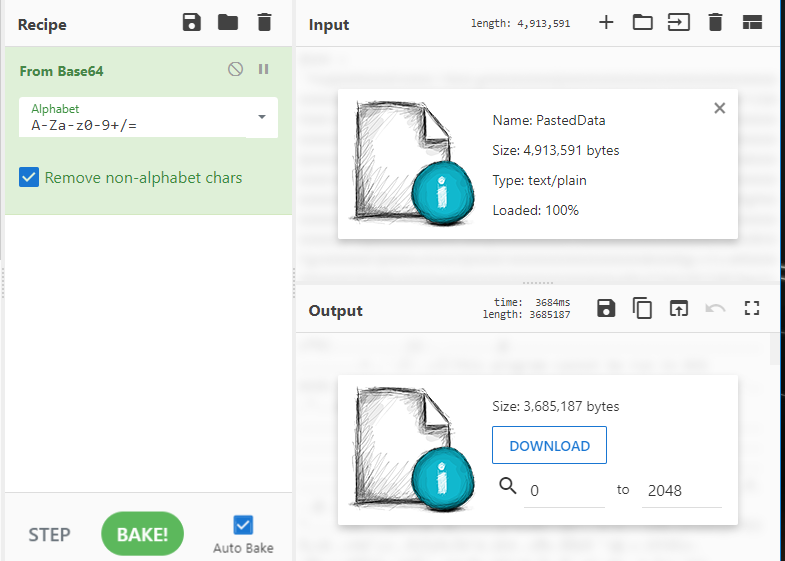 Recipe
From Base64
Alphabet
A-Za-z0-9+/=
Remove non-alphabet chars
STEP
BAKE!
Auto Bake
Input
length: 4,913,591
Name: PastedData
Size: 4,913,591 bytes
Type: text/plain
Loaded: 100%
Output
time: 3684ms
length: 3685187
Size: 3,685,187 bytes
DOWNLOAD
0 to 2048